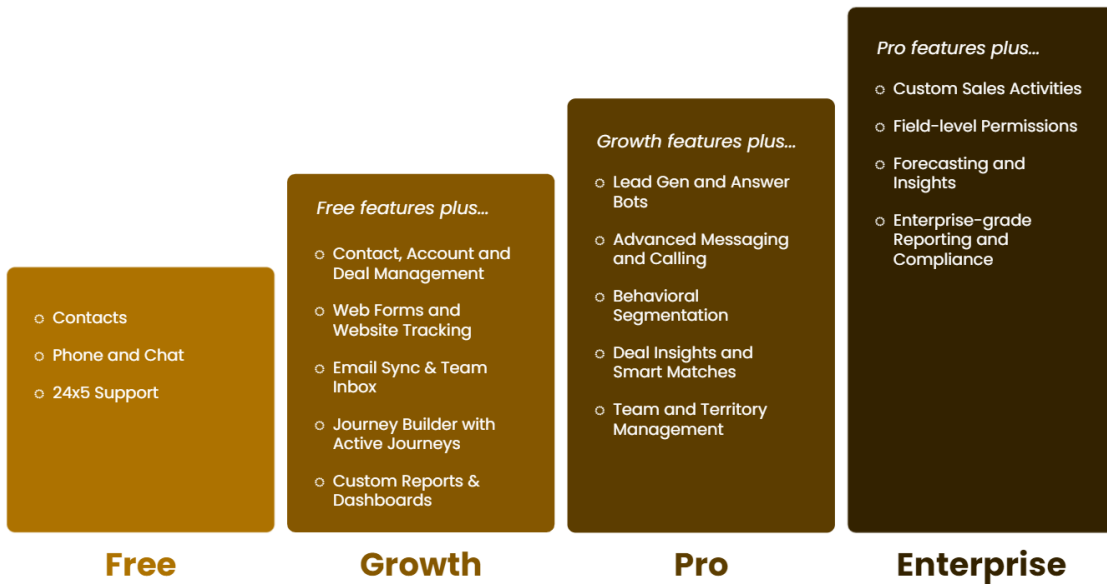 Contacts
Phone and Chat
24x5 Support
Free
Free features plus...
Contact, Account and
Deal Management
Web Forms and
Website Tracking
Email Sync & Team
Inbox
Journey Builder with
Active Journeys
Custom Reports &
Dashboards
Growth
Growth features plus...
Lead Gen and Answer
Bots
Advanced Messaging
and Calling
Behavioral
Segmentation
Deal Insights and
Smart Matches
Team and Territory
Management
Pro
Pro features plus...
Custom Sales Activities
Field-level Permissions
Forecasting and
Insights
Enterprise-grade
Reporting and
Compliance
Enterprise